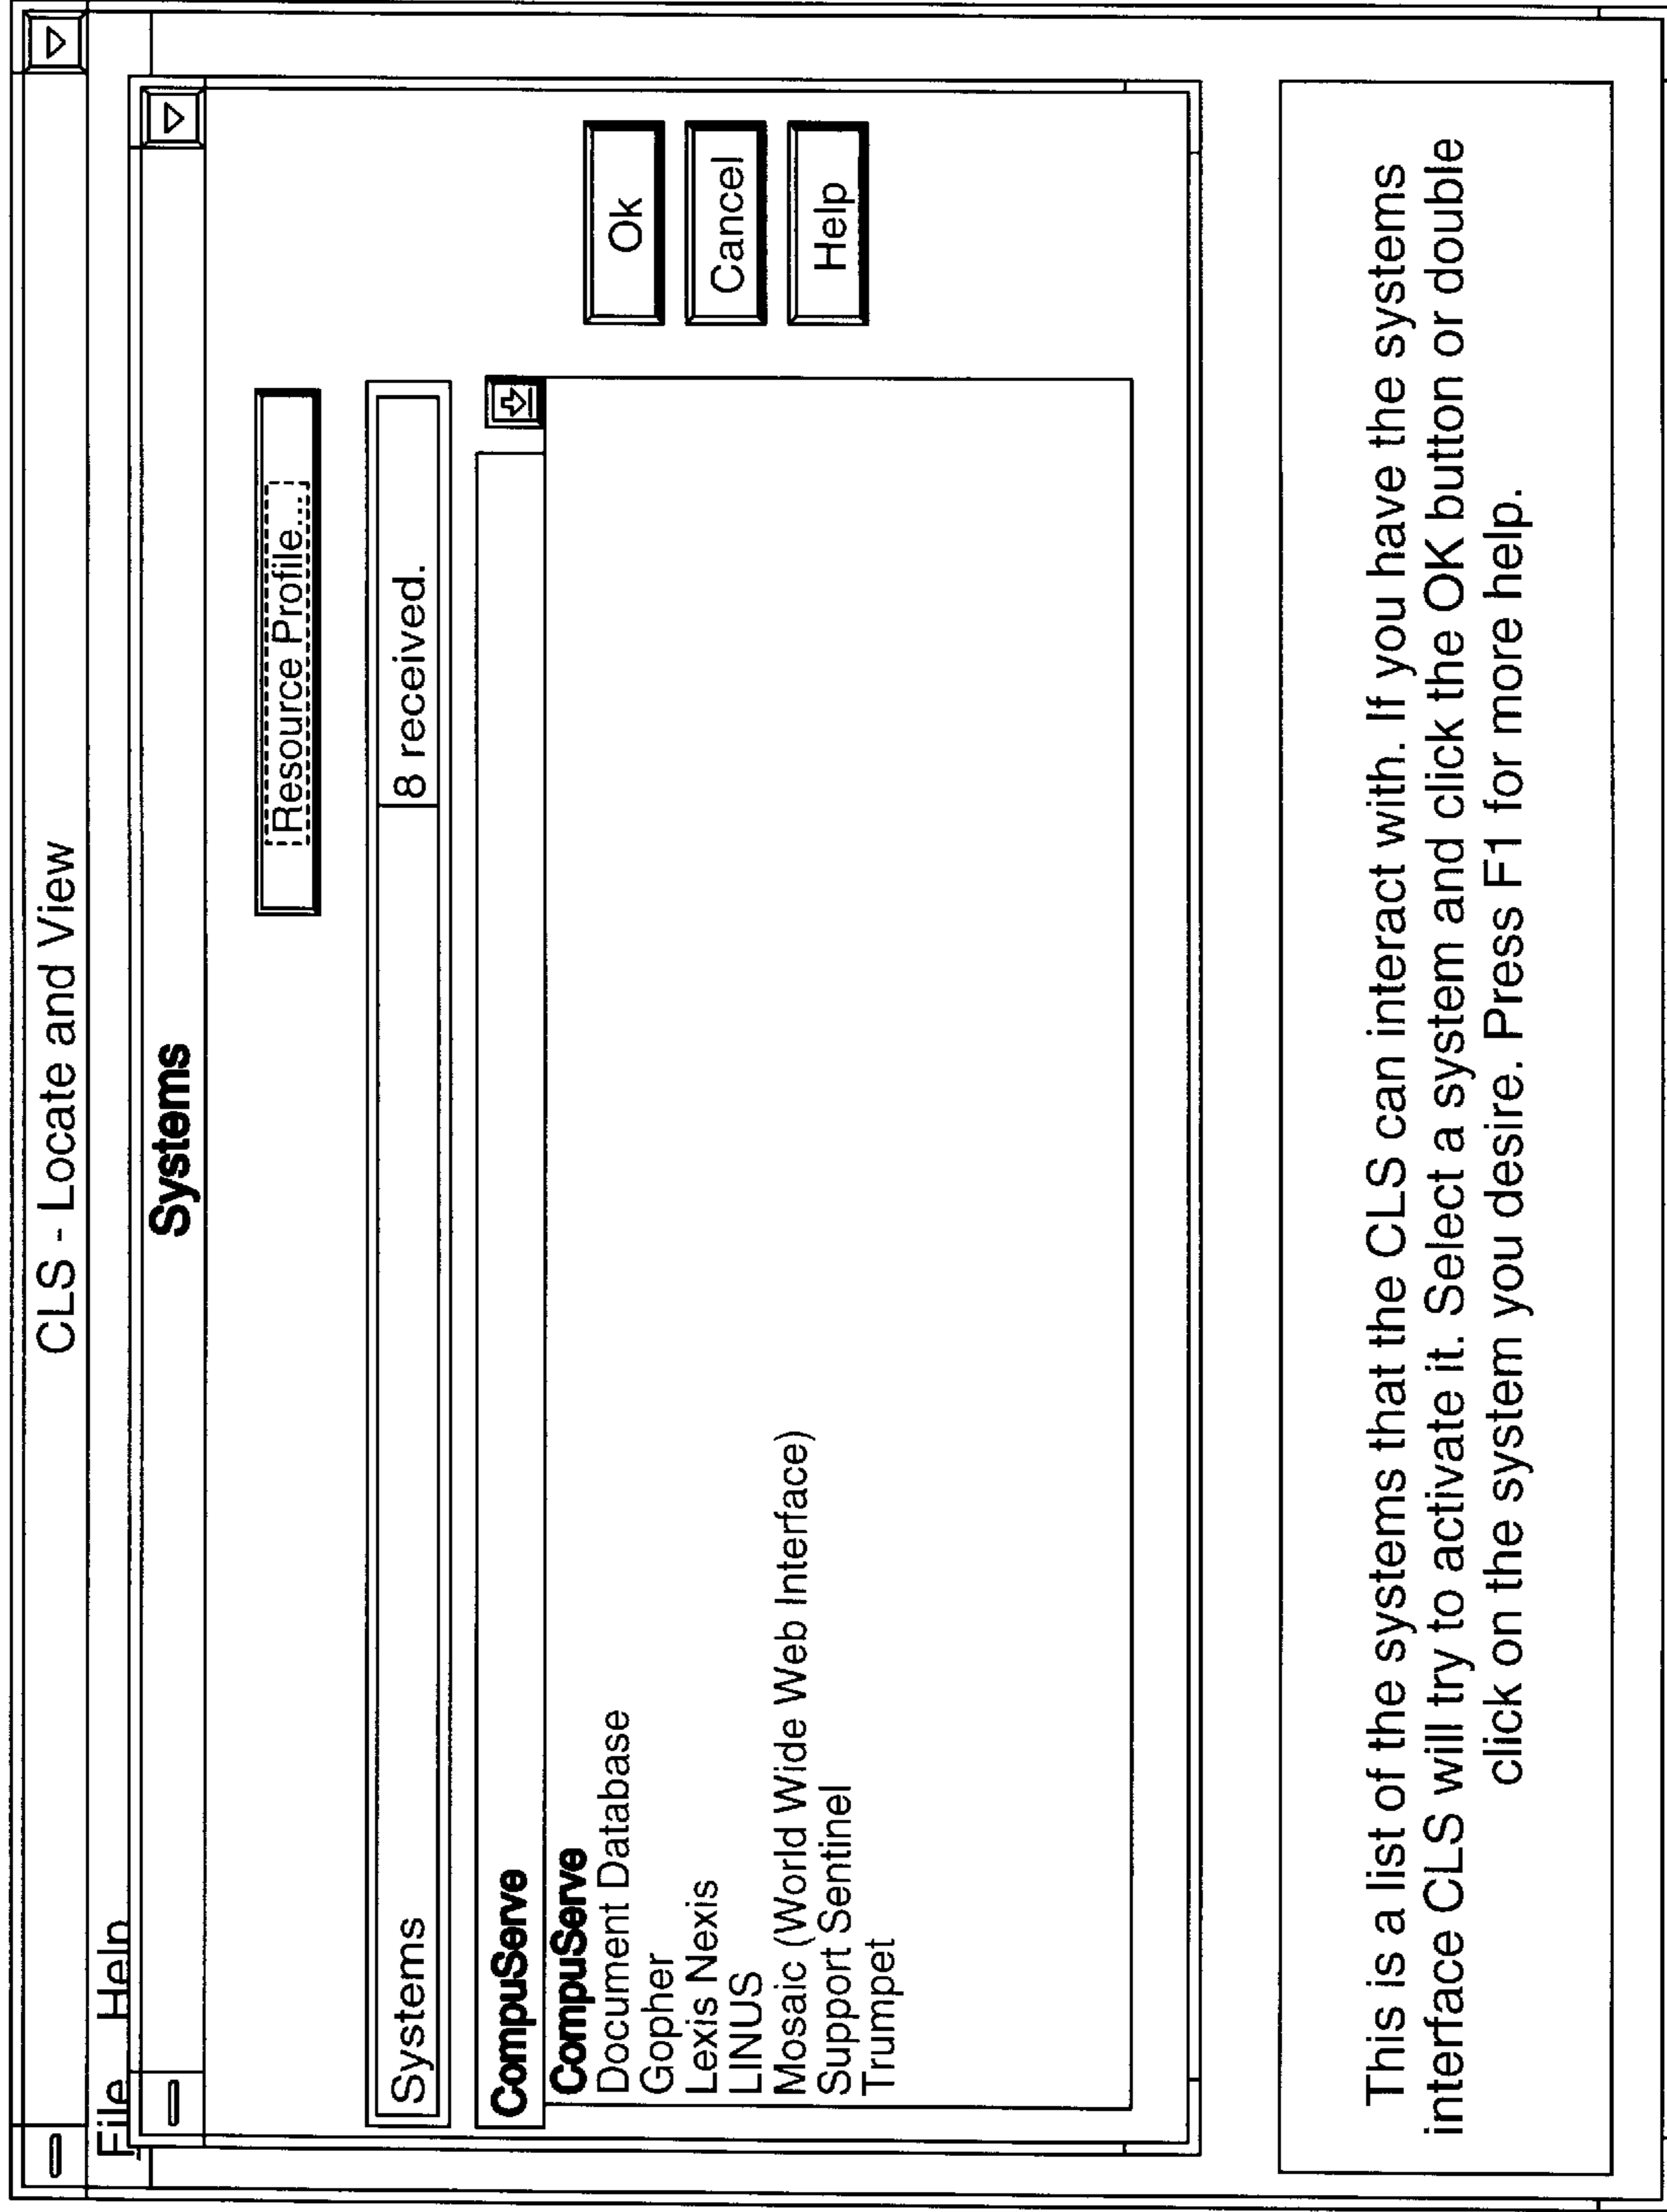 CLS - Locate and View
File Help
Systems
Resource Profile...
Systems 8 received.
CompuServe
CompuServe
Document Database
Gopher
Lexis Nexis
LINUS
Mosaic (World Wide Web Interface)
Support Sentinel
Trumpet
Ok
Cancel
Help
This is a list of the systems that the CLS can interact with. If you have the systems
interface CLS will try to activate it. Select a system and click the OK button or double
click on the system you desire. Press F1 for more help.